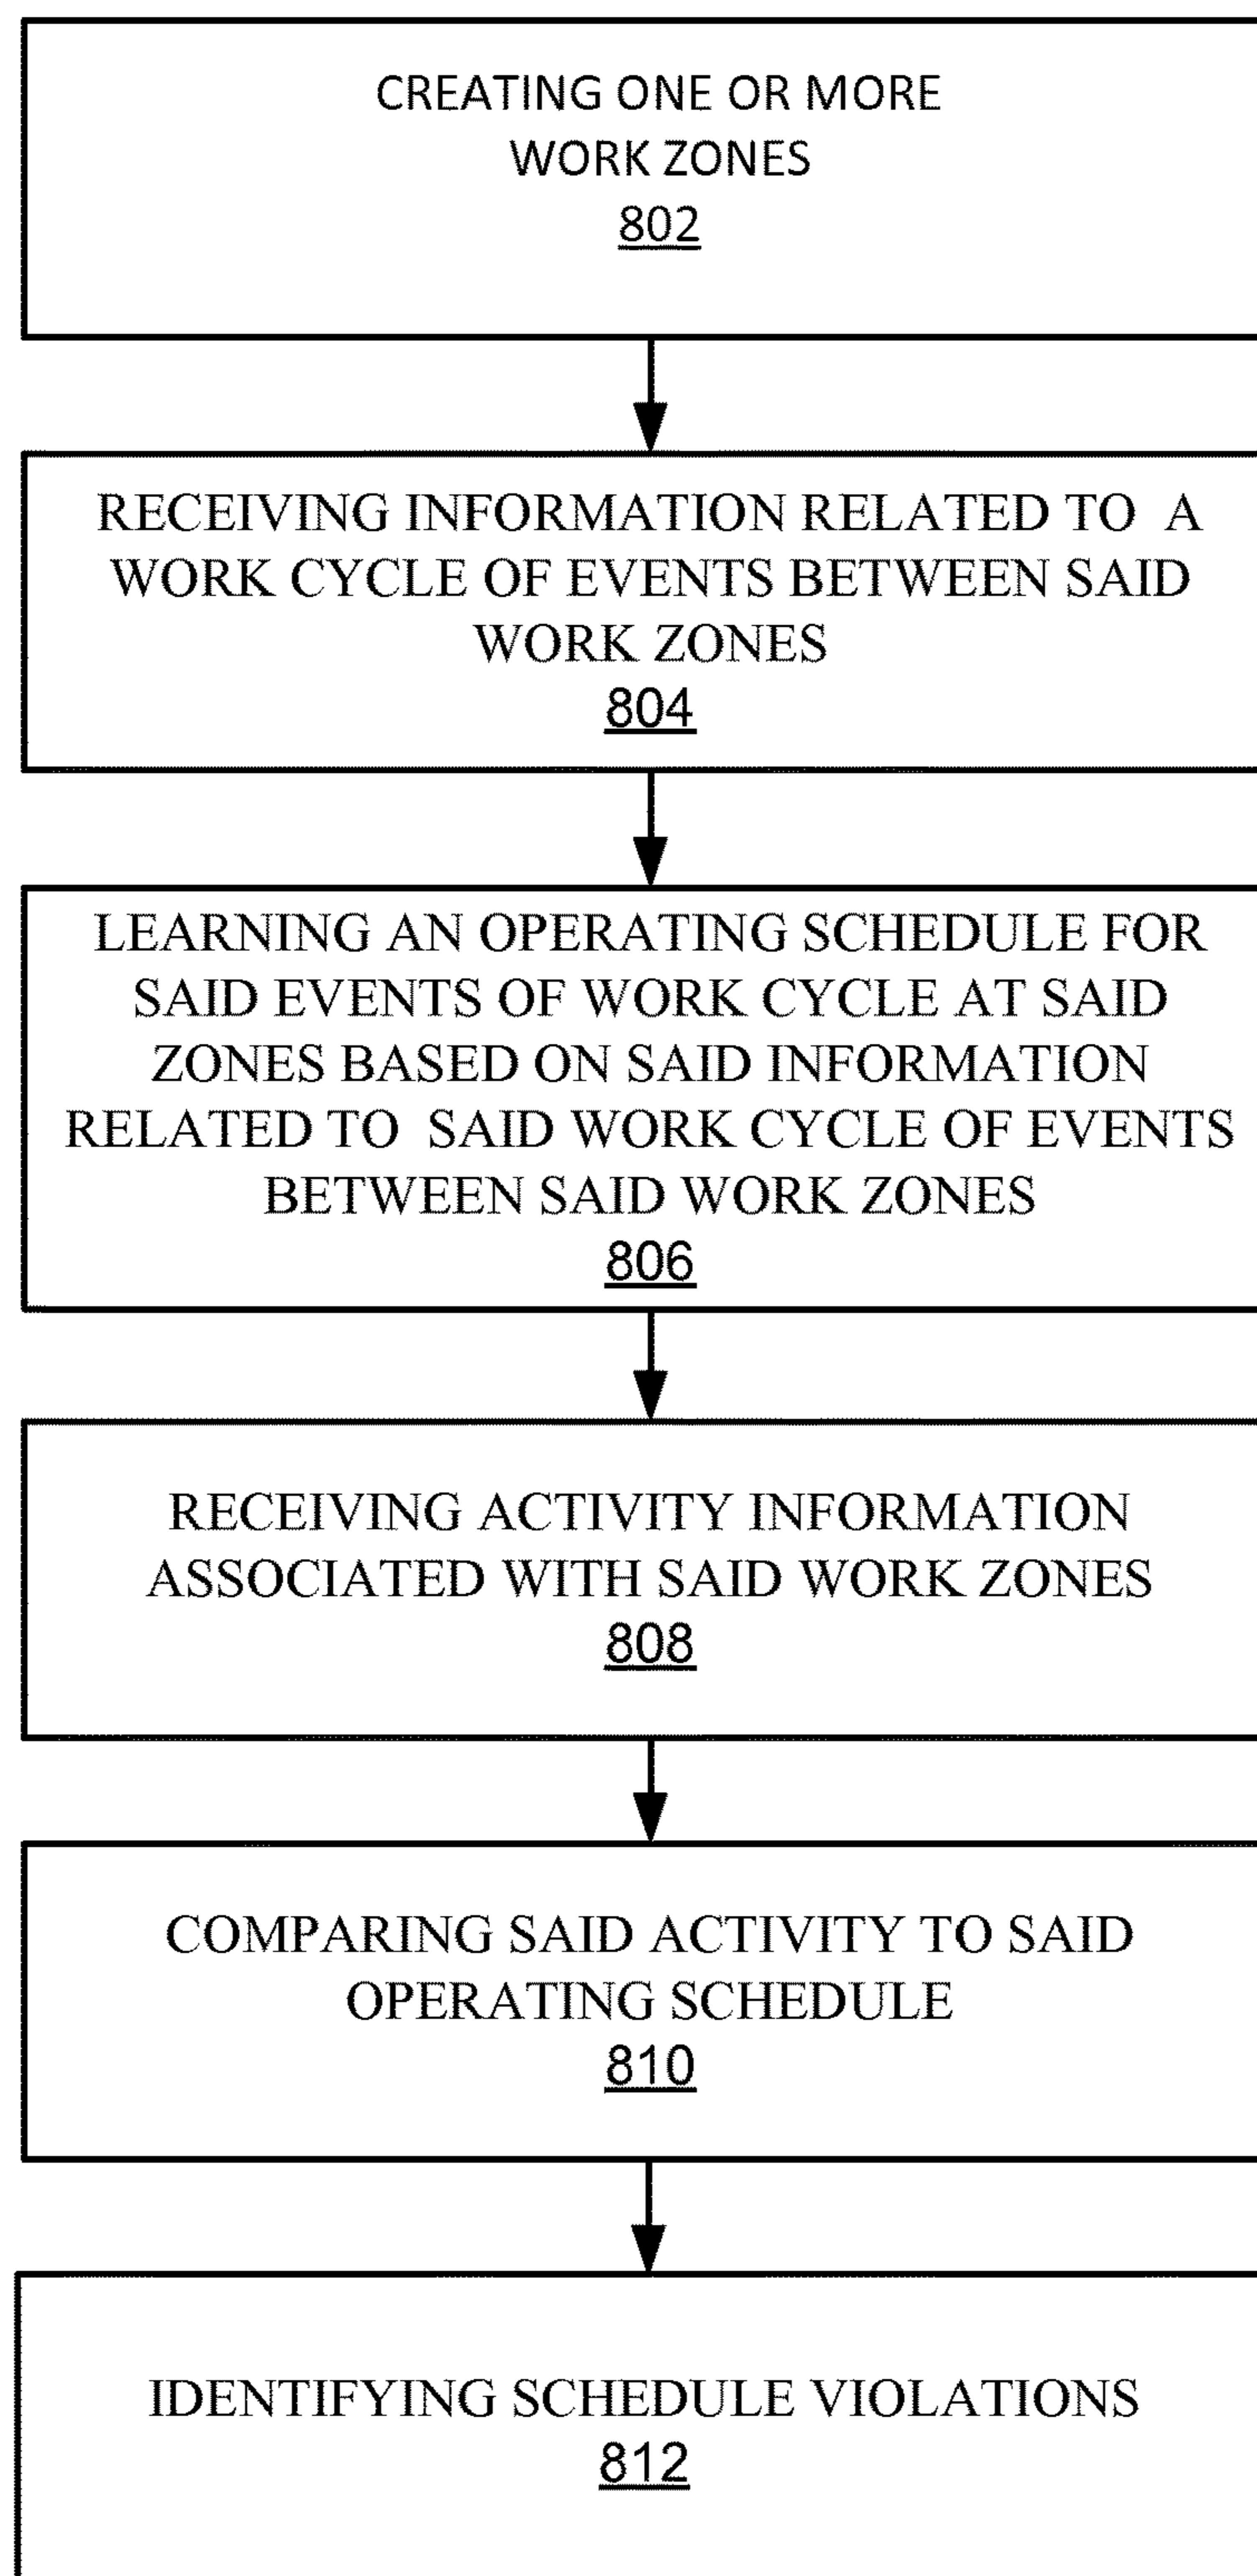 CREATING ONE OR MORE
WORK ZONES
802
RECEIVING INFORMATION RELATED TO A
WORK CYCLE OF EVENTS BETWEEN SAID
WORK ZONES
804
LEARNING AN OPERATING SCHEDULE FOR
SAID EVENTS OF WORK CYCLE AT SAID
ZONES BASED ON SAID INFORMATION
RELATED TO SAID WORK CYCLE OF EVENTS
BETWEEN SAID WORK ZONES
806
RECEIVING ACTIVITY INFORMATION
ASSOCIATED WITH SAID WORK ZONES
808
COMPARING SAID ACTIVITY TO SAID
OPERATING SCHEDULE
810
IDENTIFYING SCHEDULE VIOLATIONS
812